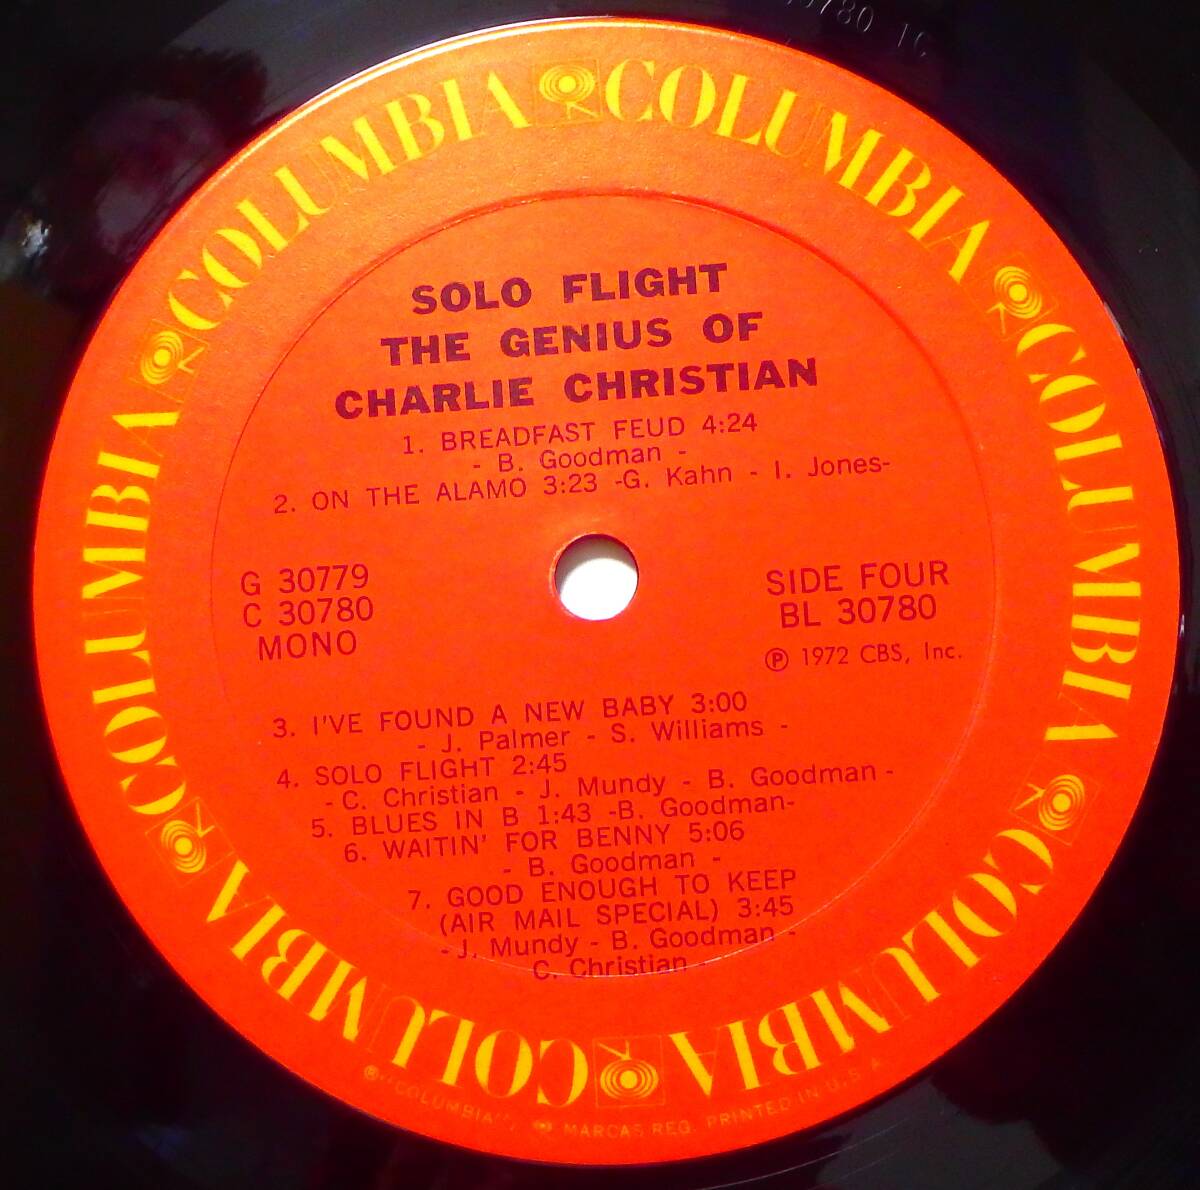 COLUMBIA COLUMBIA COLUMBIA COLUMBIA COLUMBIA COLUMBIA COLUMBIA COLUMBIA
SOLO FLIGHT
THE GENIUS OF
CHARLIE CHRISTIAN
1. BREADFAST FEUD 4:24
- B. Goodman -
2. ON THE ALAMO 3:23 -G. Kahn - I. Jones-
G 30779
C 30780
MONO
SIDE FOUR
BL 30780
℗ 1972 CBS, Inc.
3. I'VE FOUND A NEW BABY 3:00
- J. Palmer - S. Williams -
4. SOLO FLIGHT 2:45
- C. Christian - J. Mundy - B. Goodman -
5. BLUES IN B 1:43 -B. Goodman-
6. WAITIN' FOR BENNY 5:06
- B. Goodman -
7. GOOD ENOUGH TO KEEP
(AIR MAIL SPECIAL) 3:45
- J. Mundy - B. Goodman -
C. Christian -
® "COLUMBIA", MARCAS REG. PRINTED IN U.S.A.